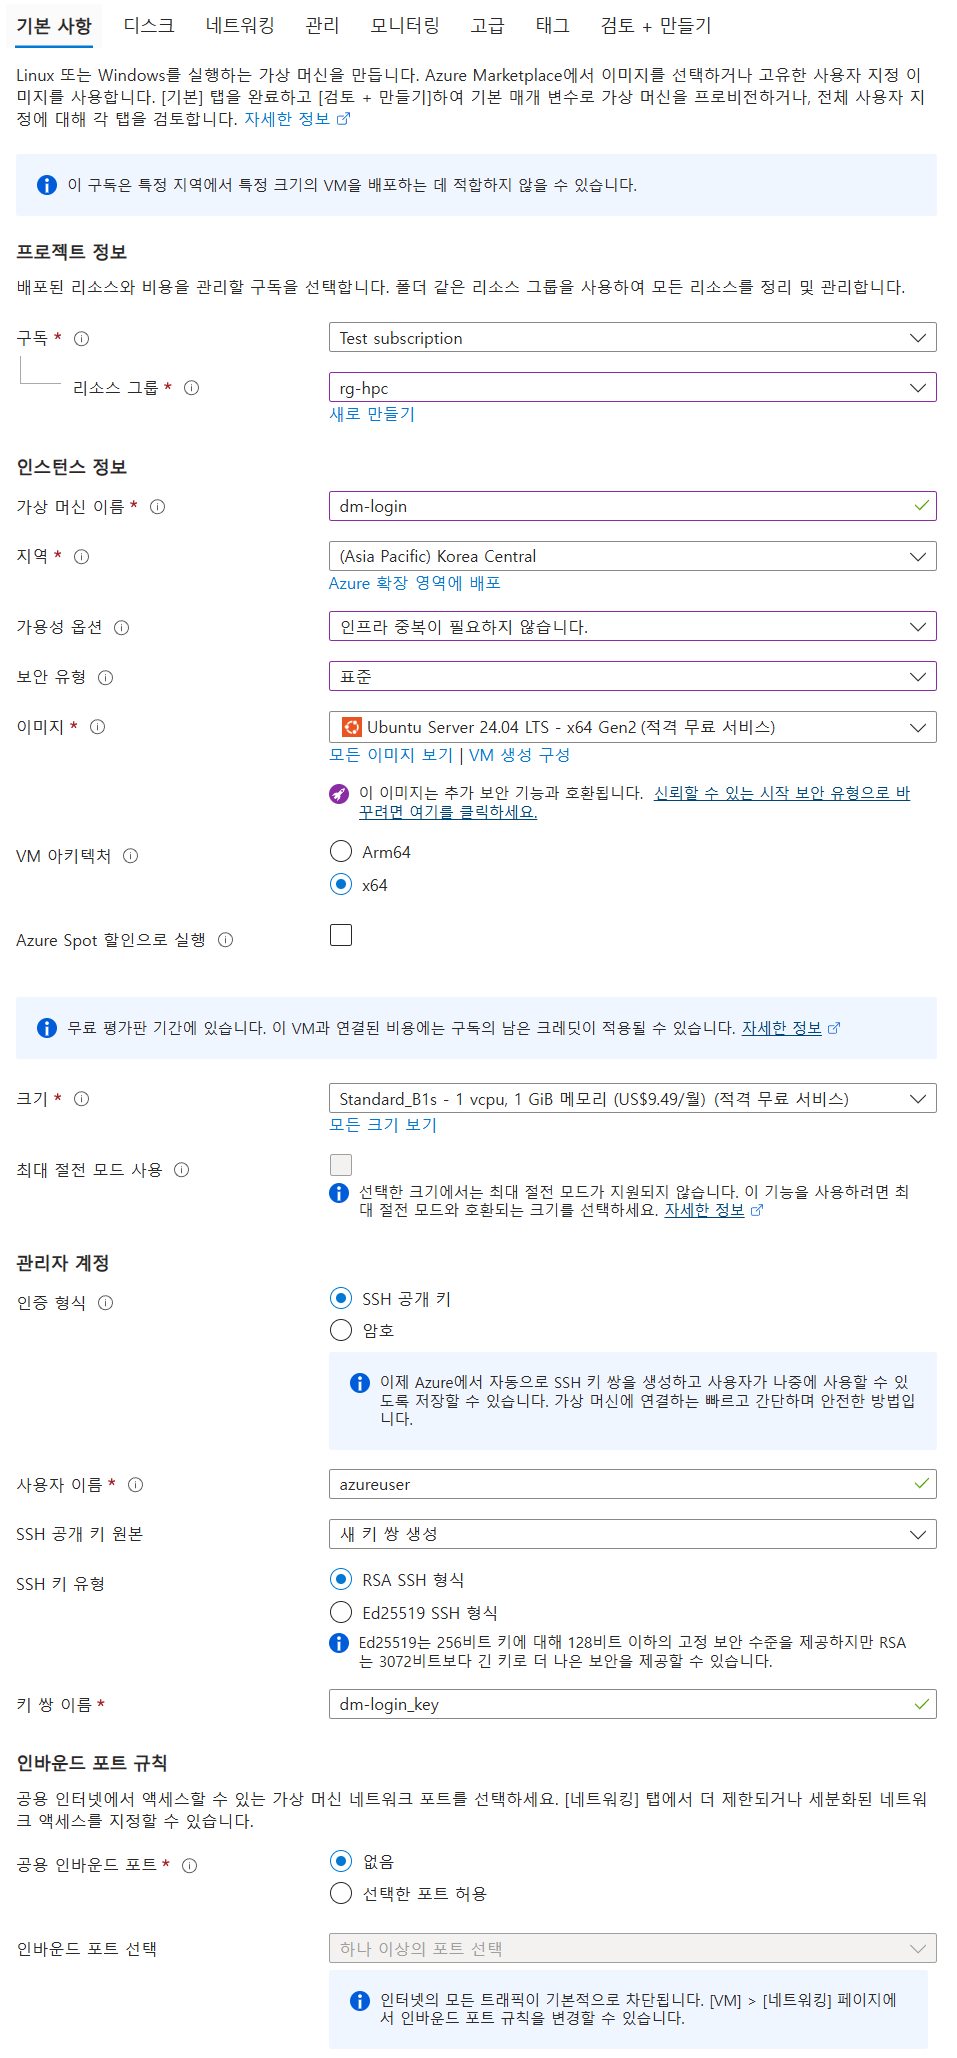 기본 사항 디스크 네트워킹 관리 모니터링 고급 태그 검토 + 만들기
Linux 또는 Windows를 실행하는 가상 머신을 만듭니다. Azure Marketplace에서 이미지를 선택하거나 고유한 사용자 지정 이
미지를 사용합니다. [기본] 탭을 완료하고 [검토 + 만들기]하여 기본 매개 변수로 가상 머신을 프로비전하거나, 전체 사용자 지
정에 대해 각 탭을 검토합니다. 자세한 정보
이 구독은 특정 지역에서 특정 크기의 VM을 배포하는 데 적합하지 않을 수 있습니다.
프로젝트 정보
배포된 리소스와 비용을 관리할 구독을 선택합니다. 폴더 같은 리소스 그룹을 사용하여 모든 리소스를 정리 및 관리합니다.
구독 * Test subscription
리소스 그룹 * rg-hpc
새로 만들기
인스턴스 정보
가상 머신 이름 * dm-login
지역 * (Asia Pacific) Korea Central
Azure 확장 영역에 배포
가용성 옵션 인프라 중복이 필요하지 않습니다.
보안 유형 표준
이미지 * Ubuntu Server 24.04 LTS - x64 Gen2 (적격 무료 서비스)
모든 이미지 보기 | VM 생성 구성
이 이미지는 추가 보안 기능과 호환됩니다. 신뢰할 수 있는 시작 보안 유형으로 바
꾸려면 여기를 클릭하세요.
VM 아키텍처 Arm64
x64
Azure Spot 할인으로 실행
무료 평가판 기간에 있습니다. 이 VM과 연결된 비용에는 구독의 남은 크레딧이 적용될 수 있습니다. 자세한 정보
크기 * Standard_B1s - 1 vcpu, 1 GiB 메모리 (US$9.49/월) (적격 무료 서비스)
모든 크기 보기
최대 절전 모드 사용
선택한 크기에서는 최대 절전 모드가 지원되지 않습니다. 이 기능을 사용하려면 최
대 절전 모드와 호환되는 크기를 선택하세요. 자세한 정보
관리자 계정
인증 형식 SSH 공개 키
암호
이제 Azure에서 자동으로 SSH 키 쌍을 생성하고 사용자가 나중에 사용할 수 있
도록 저장할 수 있습니다. 가상 머신에 연결하는 빠르고 간단하며 안전한 방법입
니다.
사용자 이름 * azureuser
SSH 공개 키 원본 새 키 쌍 생성
SSH 키 유형 RSA SSH 형식
Ed25519 SSH 형식
Ed25519는 256비트 키에 대해 128비트 이하의 고정 보안 수준을 제공하지만 RSA
는 3072비트보다 긴 키로 더 나은 보안을 제공할 수 있습니다.
키 쌍 이름 * dm-login_key
인바운드 포트 규칙
공용 인터넷에서 액세스할 수 있는 가상 머신 네트워크 포트를 선택하세요. [네트워킹] 탭에서 더 제한되거나 세분화된 네트워
크 액세스를 지정할 수 있습니다.
공용 인바운드 포트 * 없음
선택한 포트 허용
인바운드 포트 선택 하나 이상의 포트 선택
인터넷의 모든 트래픽이 기본적으로 차단됩니다. [VM] > [네트워킹] 페이지에
서 인바운드 포트 규칙을 변경할 수 있습니다.